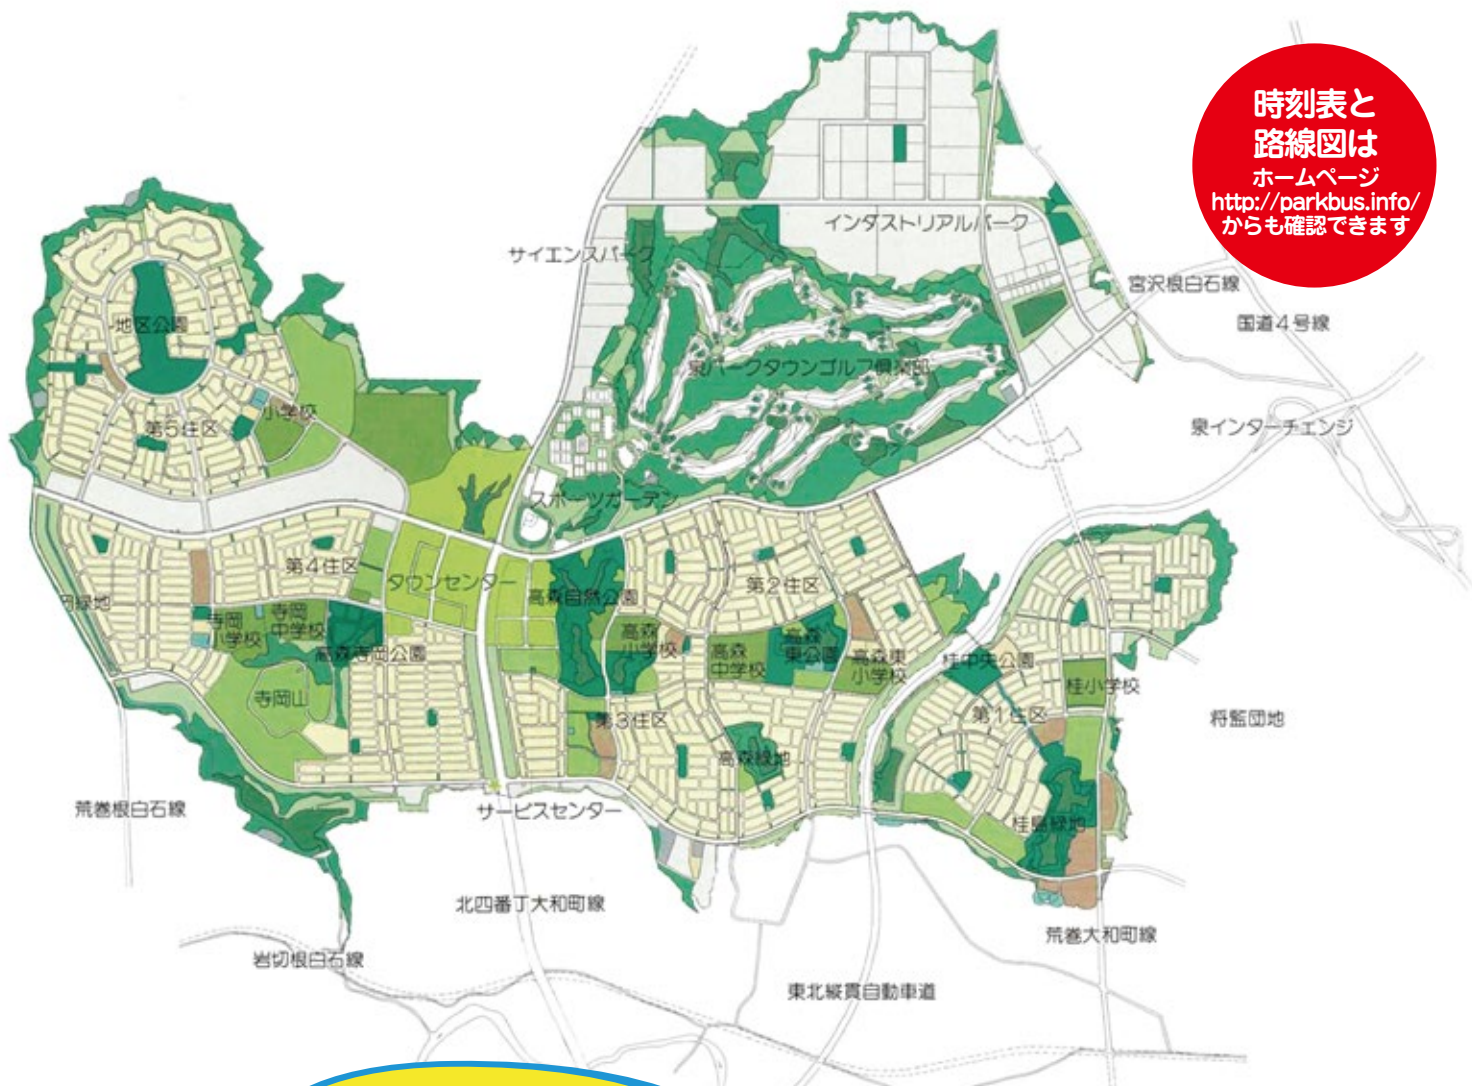 時刻表と
路線図は
ホームページ
http://parkbus.info/
からも確認できます
インダストリアルパーク
サイエンスパーク
宮沢根白石線
国道4号線
地区公園
泉パークタウンゴルフ倶楽部
小学校
第5住区
泉インターチェンジ
スポーツガーデン
第4住区
タウンセンター
第2住区
高森自然公園
円緑地
寺岡
小学校
寺岡
中学校
高森
小学校
高森
中学校
高森
東公園
高森寺岡公園
高森東
小学校
桂中央公園
桂小学校
寺岡山
第3住区
第1住区
将監団地
高森緑地
荒巻根白石線
サービスセンター
桂島緑地
北四番丁大和町線
荒巻大和町線
岩切根白石線
東北縦貫自動車道